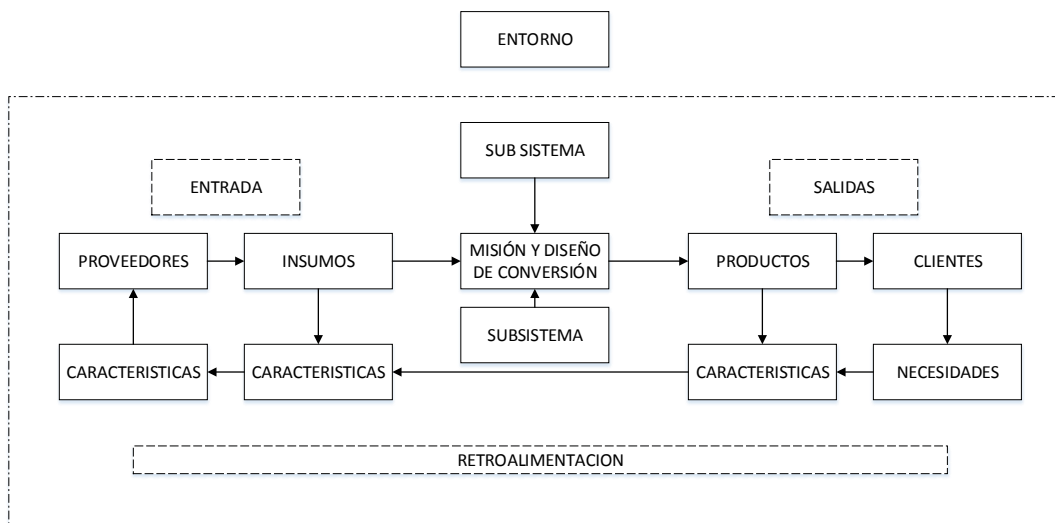 ENTORNO
SUB SISTEMA
ENTRADA
SALIDAS
PROVEEDORES
INSUMOS
MISIÓN Y DISEÑO
DE CONVERSIÓN
PRODUCTOS
CLIENTES
SUBSISTEMA
CARACTERISTICAS
CARACTERISTICAS
CARACTERISTICAS
NECESIDADES
RETROALIMENTACION